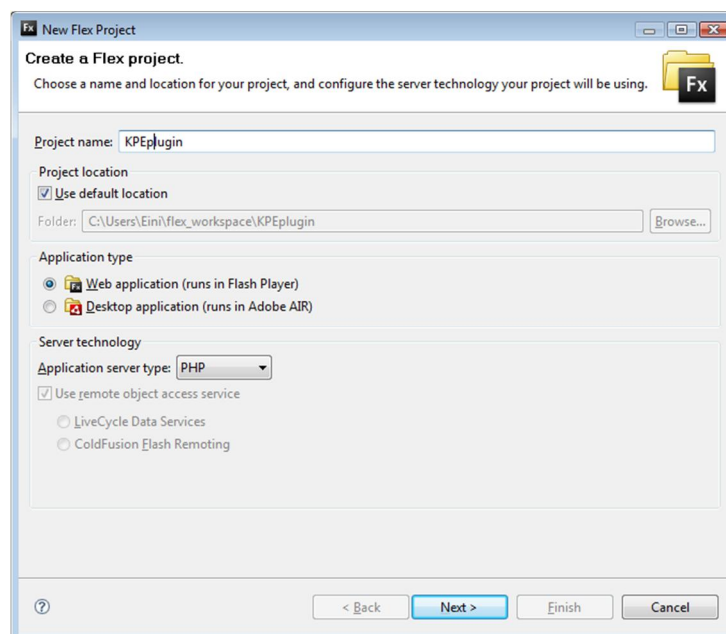 Fx New Flex Project
Create a Flex project.
Choose a name and location for your project, and configure the server technology your project will be using.
Fx
Project name: KPEplugin
Project location
Use default location
Folder: C:\Users\Eini\flex_workspace\KPEplugin Browse...
Application type
Web application (runs in Flash Player)
Desktop application (runs in Adobe AIR)
Server technology
Application server type: PHP
Use remote object access service
LiveCycle Data Services
ColdFusion Flash Remoting
? < Back Next > Finish Cancel